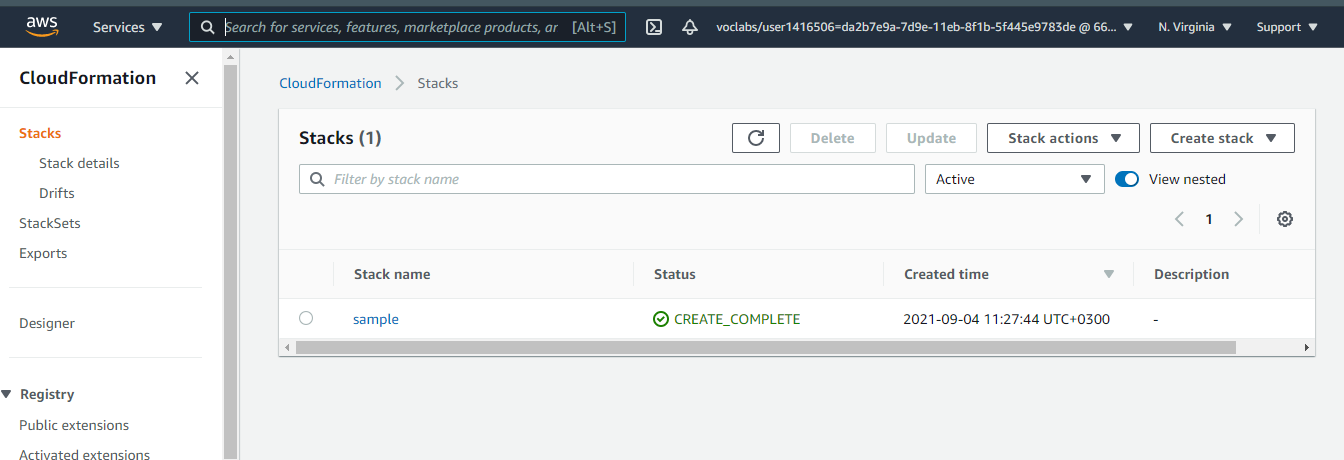 aws Services Search for services, features, marketplace products, ar [Alt+S] voclabs/user1416506=da2b7e9a-7d9e-11eb-8f1b-5f445e9783de @ 66... N. Virginia Support
CloudFormation
Stacks
Stack details
Drifts
StackSets
Exports
Designer
Registry
Public extensions
Activated extensions
CloudFormation Stacks
Stacks (1) Delete Update Stack actions Create stack
Filter by stack name Active View nested
1
Stack name Status Created time Description
sample CREATE_COMPLETE 2021-09-04 11:27:44 UTC+0300 -